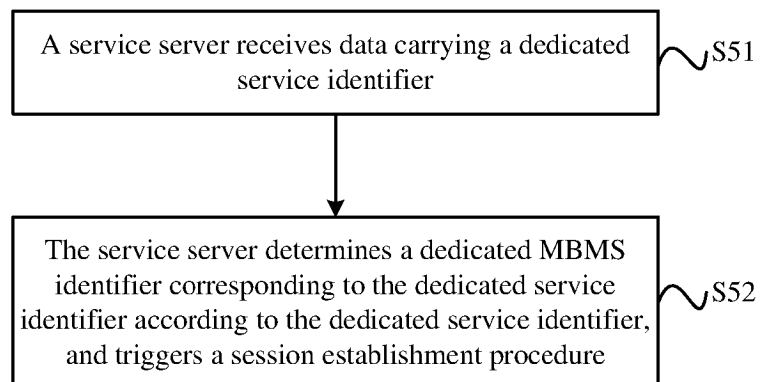 A service server receives data carrying a dedicated
service identifier
S51
The service server determines a dedicated MBMS
identifier corresponding to the dedicated service
identifier according to the dedicated service identifier,
and triggers a session establishment procedure
S52